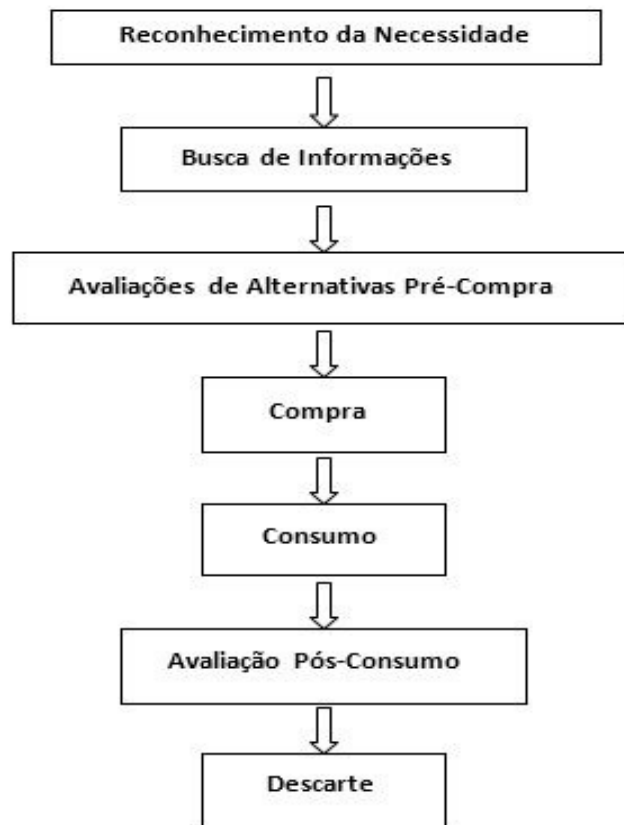 Reconhecimento da Necessidade
Busca de Informações
Avaliações de Alternativas Pré-Compra
Compra
Consumo
Avaliação Pós-Consumo
Descarte